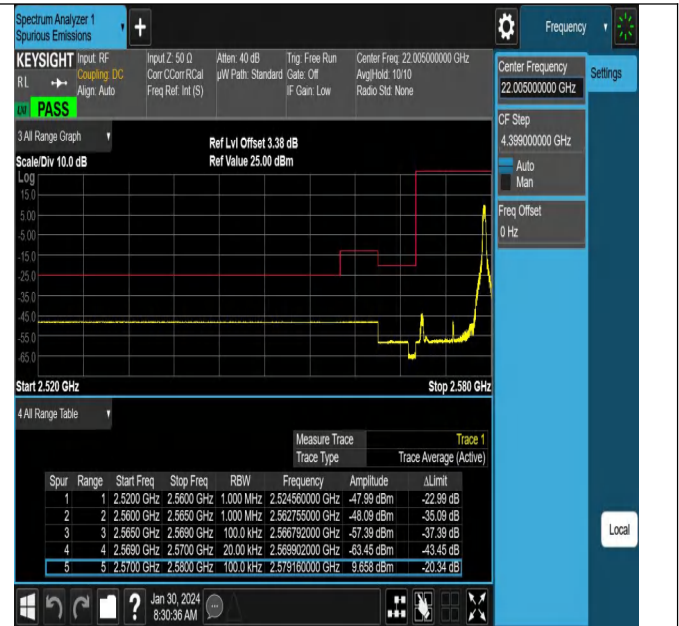 Spectrum Analyzer 1
Spurious Emissions
+
Frequency
KEYSIGHT Input: RF Input Z: 50 Ω Atten: 40 dB Trig: Free Run Center Freq: 22.005000000 GHz
RL Coupling: DC Corr CCorr RCal µW Path: Standard Gate: Off Avg|Hold: 10/10
Align: Auto Freq Ref: Int (S) IF Gain: Low Radio Std: None
PASS
Center Frequency
22.005000000 GHz
Settings
CF Step
4.399000000 GHz
Auto
Man
Freq Offset
0 Hz
3 All Range Graph
Ref Lvl Offset 3.38 dB
Scale/Div 10.0 dB Ref Value 25.00 dBm
Log
15.0
5.00
-5.00
-15.0
-25.0
-35.0
-45.0
-55.0
-65.0
Start 2.520 GHz Stop 2.580 GHz
4 All Range Table
Measure Trace Trace 1
Trace Type Trace Average (Active)
Spur Range Start Freq Stop Freq RBW Frequency Amplitude ΔLimit
1 1 2.5200 GHz 2.5600 GHz 1.000 MHz 2.524560000 GHz -47.99 dBm -22.99 dB
2 2 2.5600 GHz 2.5650 GHz 1.000 MHz 2.562755000 GHz -48.09 dBm -35.09 dB
3 3 2.5650 GHz 2.5690 GHz 100.0 kHz 2.566792000 GHz -57.39 dBm -37.39 dB
4 4 2.5690 GHz 2.5700 GHz 20.00 kHz 2.569902000 GHz -63.45 dBm -43.45 dB
5 5 2.5700 GHz 2.5800 GHz 100.0 kHz 2.579160000 GHz 9.658 dBm -20.34 dB
Local
?
Jan 30, 2024
8:30:36 AM